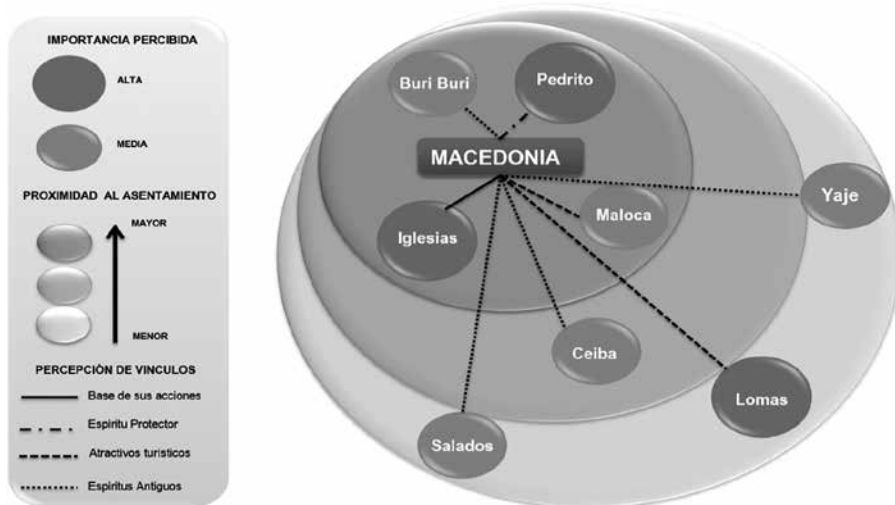 IMPORTANCIA PERCIBIDA
ALTA
MEDIA
PROXIMIDAD AL ASENTAMIENTO
MAYOR
MENOR
PERCEPCIÓN DE VINCULOS
Base de sus acciones
Espiritu Protector
Atractivos turísticos
Espiritus Antiguos
Buri Buri
Pedrito
MACEDONIA
Yaje
Maloca
Iglesias
Ceiba
Lomas
Salados